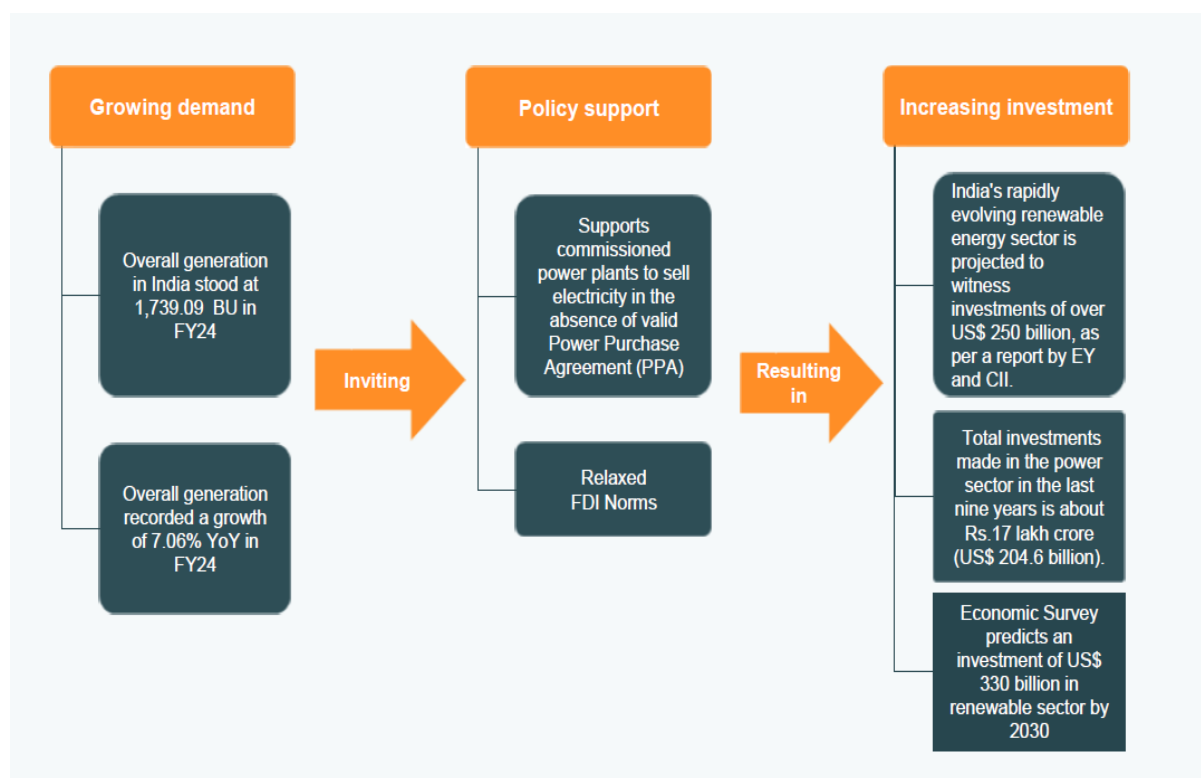 Growing demand
Overall generation
in India stood at
1,739.09 BU in
FY24
Overall generation
recorded a growth
of 7.06% YoY in
FY24
Inviting
Policy support
Supports
commissioned
power plants to sell
electricity in the
absence of valid
Power Purchase
Agreement (PPA)
Relaxed
FDI Norms
Resulting
in
Increasing investment
India's rapidly
evolving renewable
energy sector is
projected to
witness
investments of over
US$ 250 billion, as
per a report by EY
and CII.
Total investments
made in the power
sector in the last
nine years is about
Rs.17 lakh crore
(US$ 204.6 billion).
Economic Survey
predicts an
investment of US$
330 billion in
renewable sector by
2030